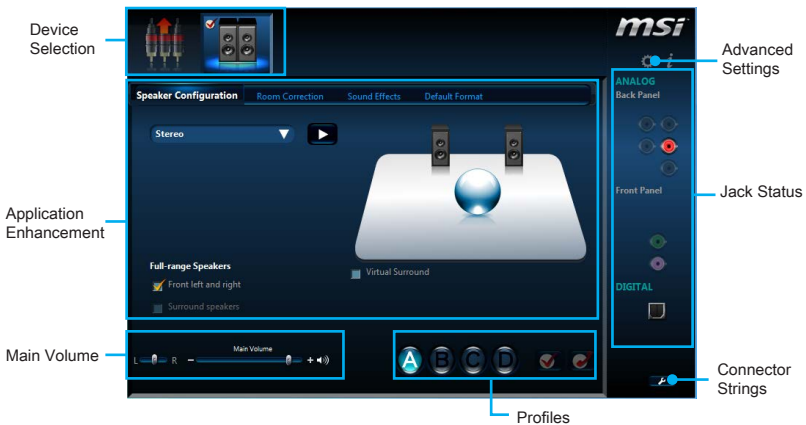 Device
Selection
msi
i
Advanced
Settings
Speaker Configuration Room Correction Sound Effects Default Format
ANALOG
Back Panel
Stereo
Jack Status
Front Panel
Application
Enhancement
Full-range Speakers
Virtual Surround
Front left and right
Surround speakers
DIGITAL
Main Volume
Main Volume
L R - +
A B C D
Connector
Strings
Profiles